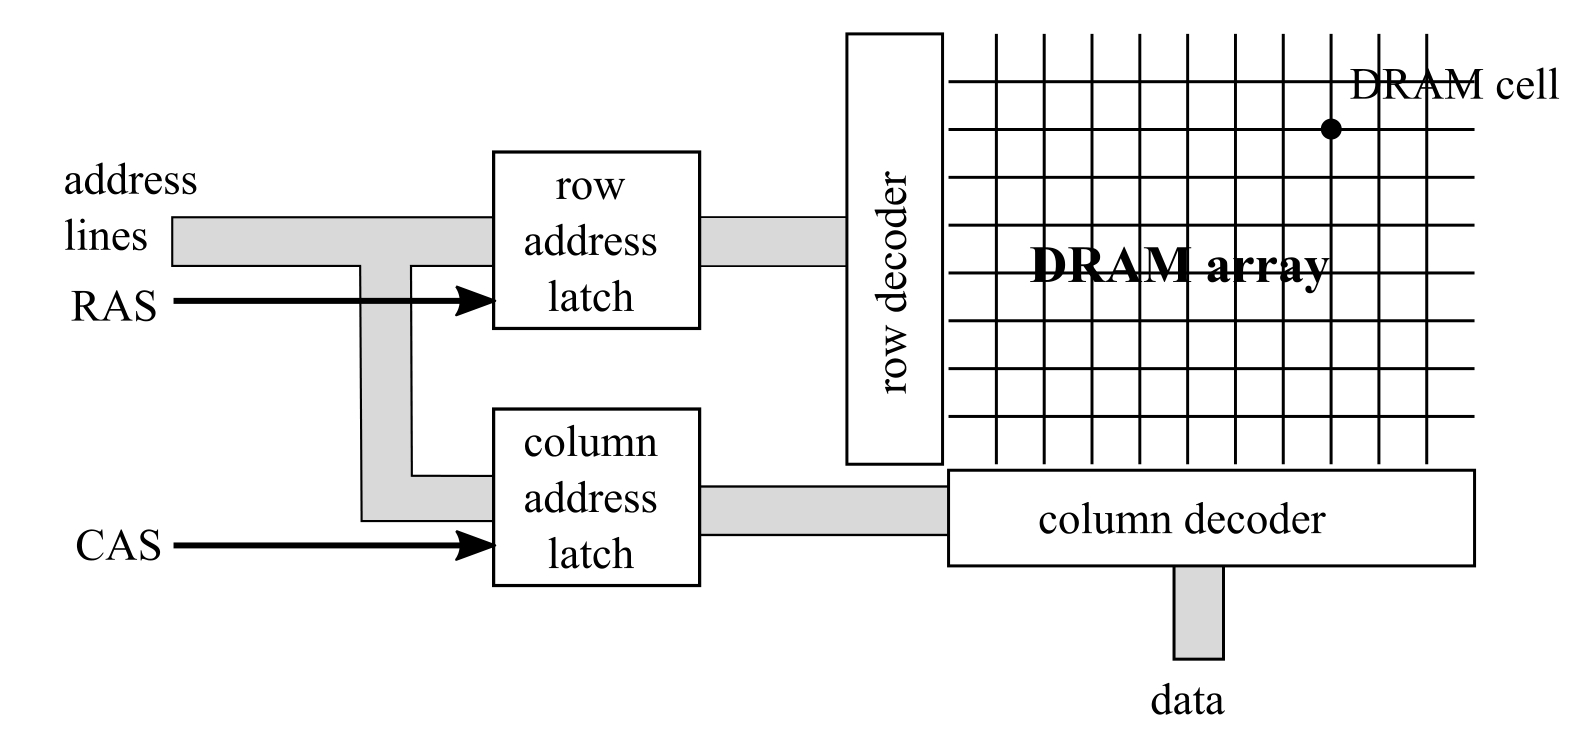 address
lines
RAS
CAS
row
address
latch
column
address
latch
row decoder
DRAM cell
DRAM array
column decoder
data